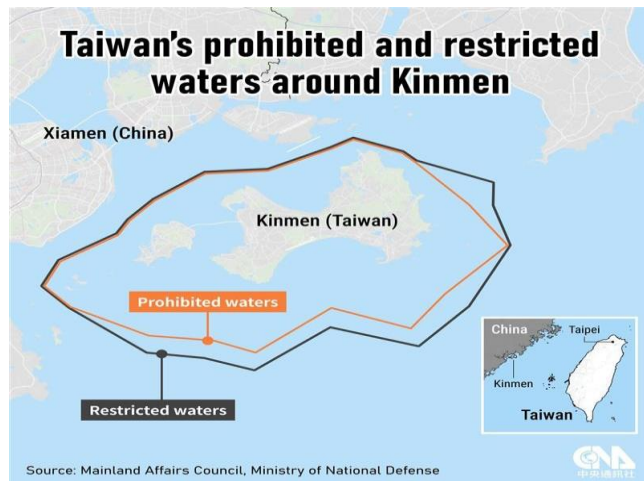 Taiwan's prohibited and restricted
waters around Kinmen
Xiamen (China)
Kinmen (Taiwan)
Prohibited waters
Restricted waters
China
Taipei
Kinmen
Taiwan
Source: Mainland Affairs Council, Ministry of National Defense
CNA
中央通訊社